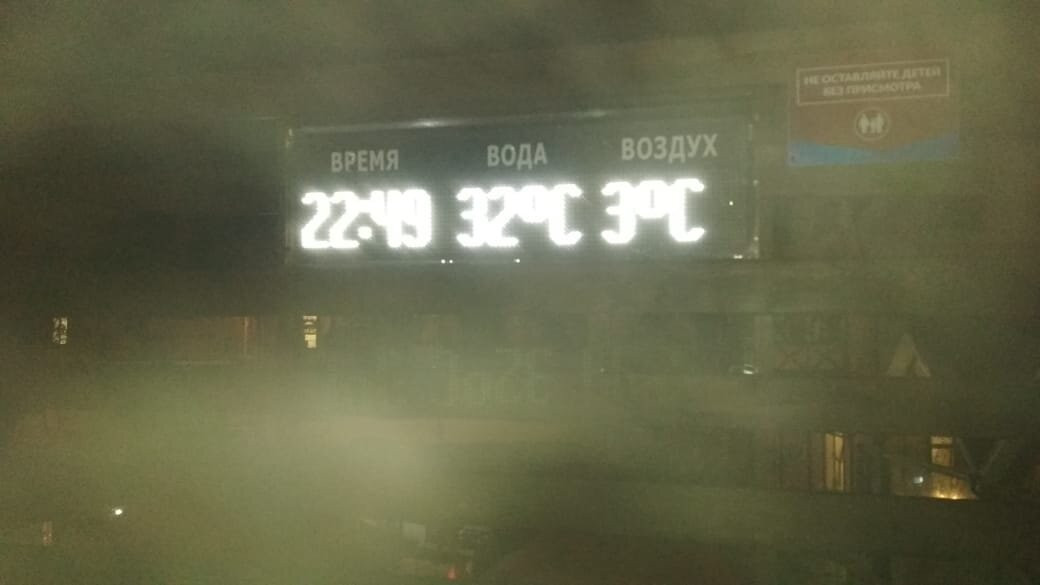 ВРЕМЯ ВОДА ВОЗДУХ
22:49 32°C 3°C
НЕ ОСТАВЛЯЙТЕ ДЕТЕЙ
БЕЗ ПРИСМОТРА